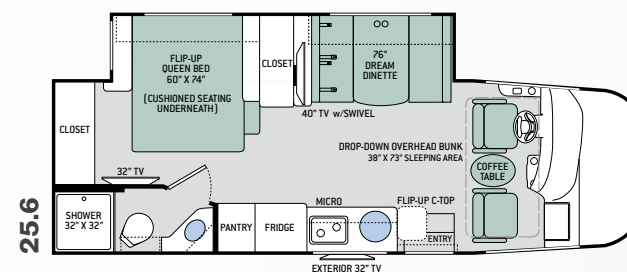 25.6
FLIP-UP
QUEEN BED
60" X 74"
(CUSHIONED SEATING
UNDERNEATH)
CLOSET
76"
DREAM
DINETTE
40" TV w/SWIVEL
CLOSET
DROP-DOWN OVERHEAD BUNK
38" X 73" SLEEPING AREA
COFFEE
TABLE
32" TV
SHOWER
32" X 32"
PANTRY
FRIDGE
MICRO
FLIP-UP C-TOP
ENTRY
EXTERIOR 32" TV